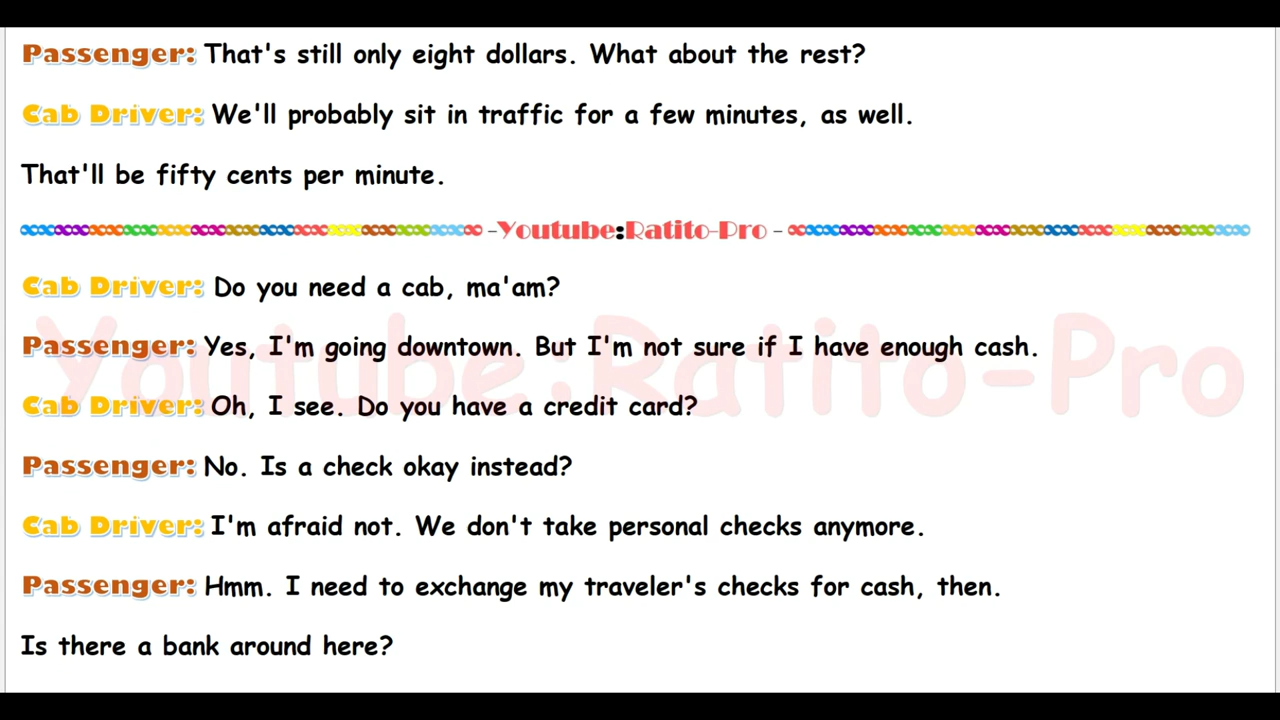 Passenger: That's still only eight dollars. What about the rest?
Cab Driver: We'll probably sit in traffic for a few minutes, as well.
That'll be fifty cents per minute.
-Youtube:Ratito-Pro -
Cab Driver: Do you need a cab, ma'am?
Passenger: Yes, I'm going downtown. But I'm not sure if I have enough cash.
Youtube:Ratito-Pro
Cab Driver: Oh, I see. Do you have a credit card?
Passenger: No. Is a check okay instead?
Cab Driver: I'm afraid not. We don't take personal checks anymore.
Passenger: Hmm. I need to exchange my traveler's checks for cash, then.
Is there a bank around here?